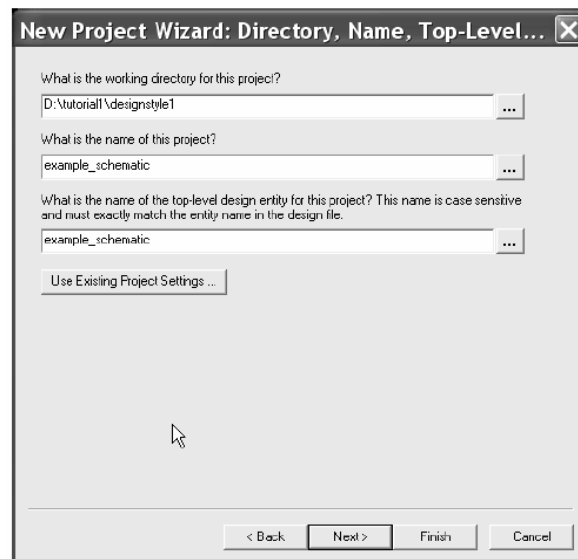 New Project Wizard: Directory, Name, Top-Level...
What is the working directory for this project?
D:\tutorial1\designstyle1
...
What is the name of this project?
example_schematic
...
What is the name of the top-level design entity for this project? This name is case sensitive
and must exactly match the entity name in the design file.
example_schematic
...
Use Existing Project Settings ...
< Back
Next >
Finish
Cancel